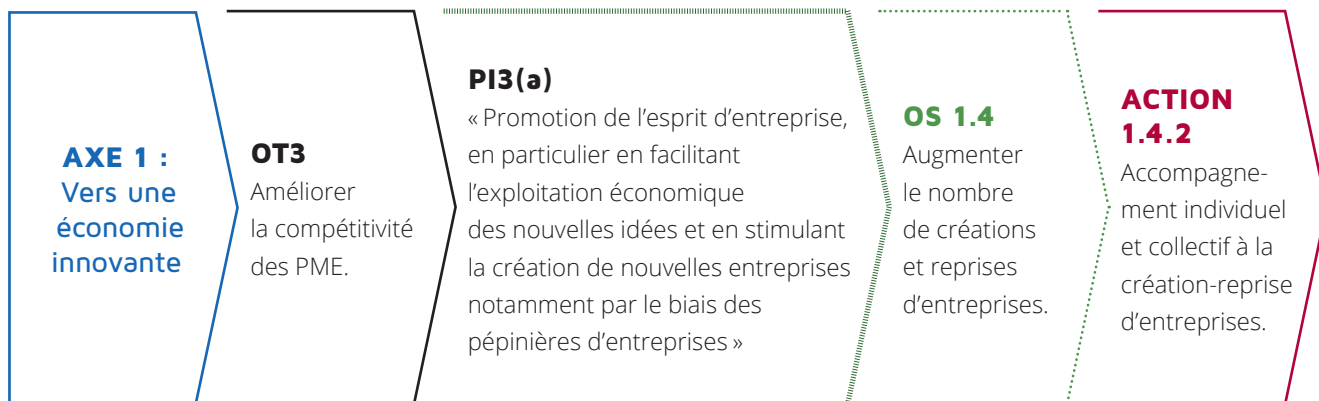 AXE 1 :
Vers une
économie
innovante
OT3
Améliorer
la compétitivité
des PME.
PI3(a)
« Promotion de l’esprit d’entreprise,
en particulier en facilitant
l’exploitation économique
des nouvelles idées et en stimulant
la création de nouvelles entreprises
notamment par le biais des
pépinières d’entreprises »
OS 1.4
Augmenter
le nombre
de créations
et reprises
d’entreprises.
ACTION
1.4.2
Accompagne-
ment individuel
et collectif à la
création-reprise
d’entreprises.